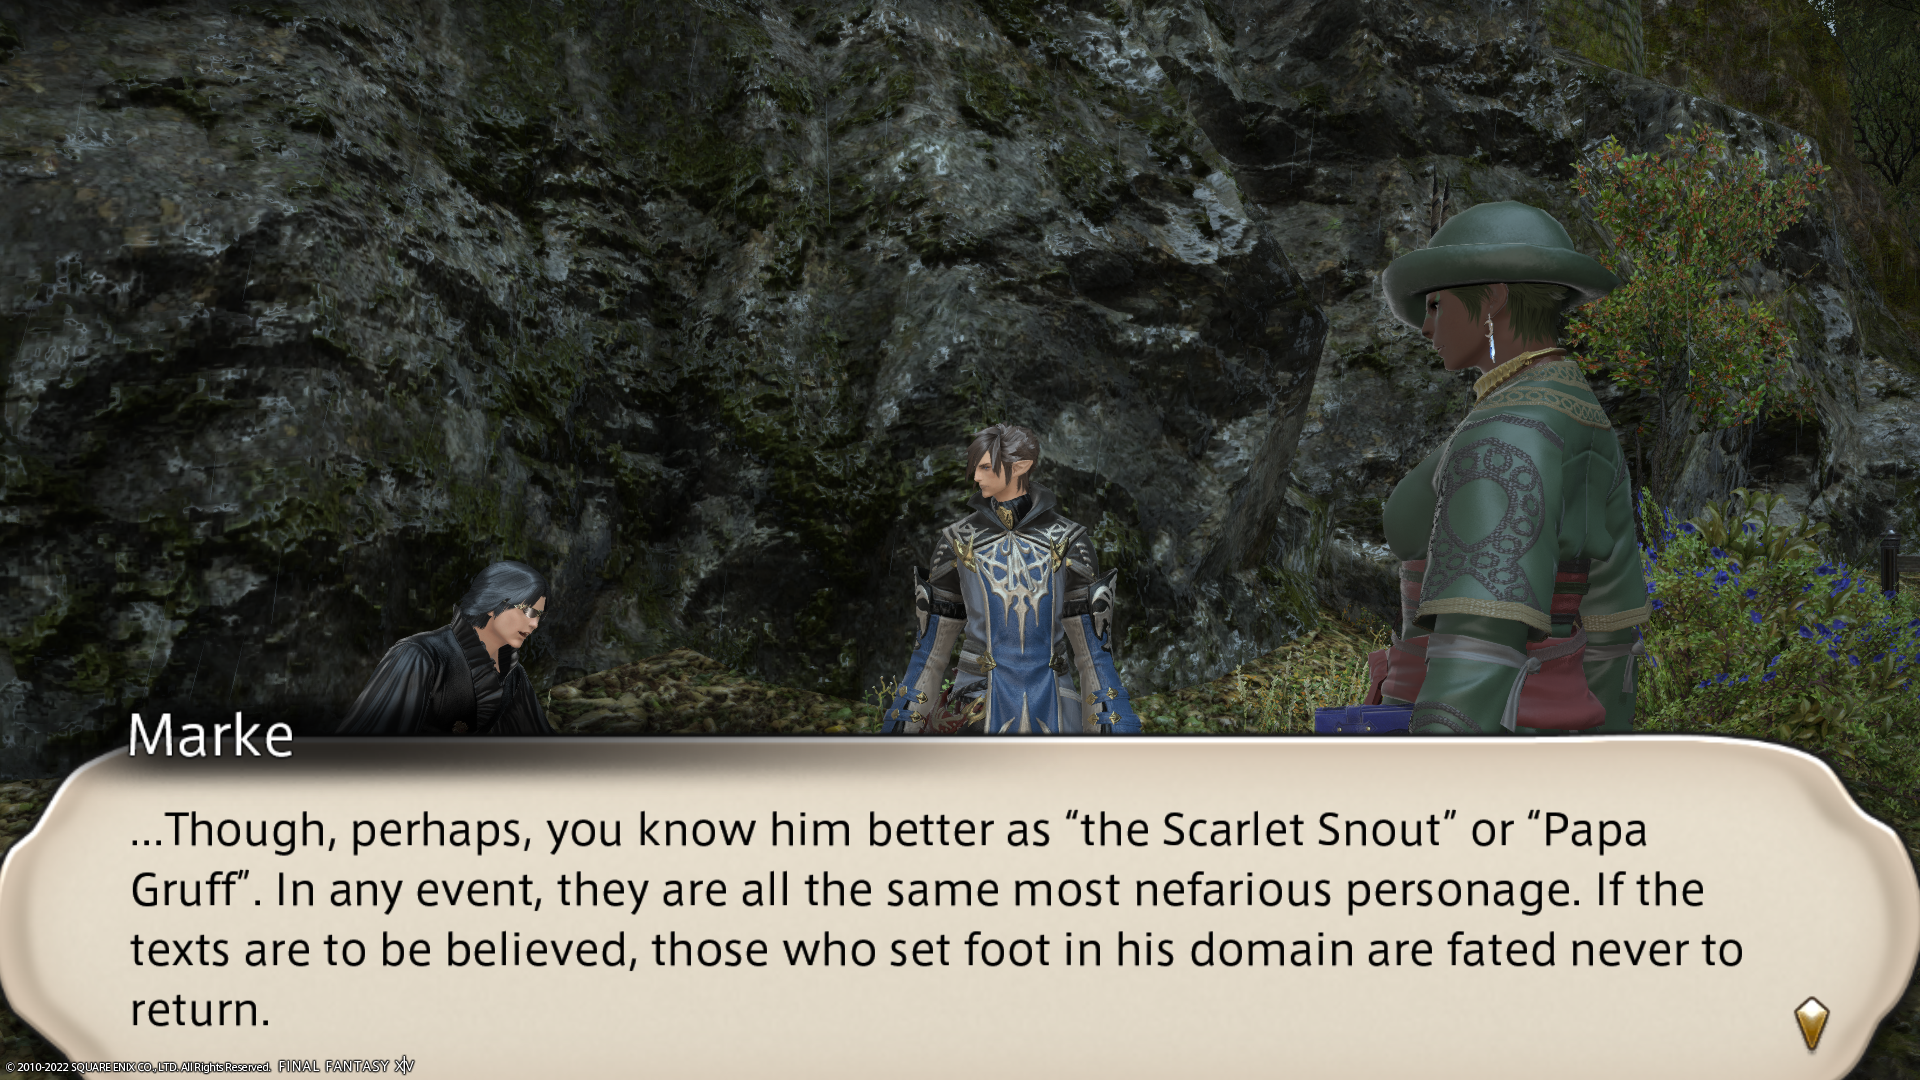 Marke
...Though, perhaps, you know him better as “the Scarlet Snout” or “Papa
Gruff”. In any event, they are all the same most nefarious personage. If the
texts are to be believed, those who set foot in his domain are fated never to
return.
© 2010-2022 SQUARE ENIX CO., LTD. All Rights Reserved. FINAL FANTASY XIV